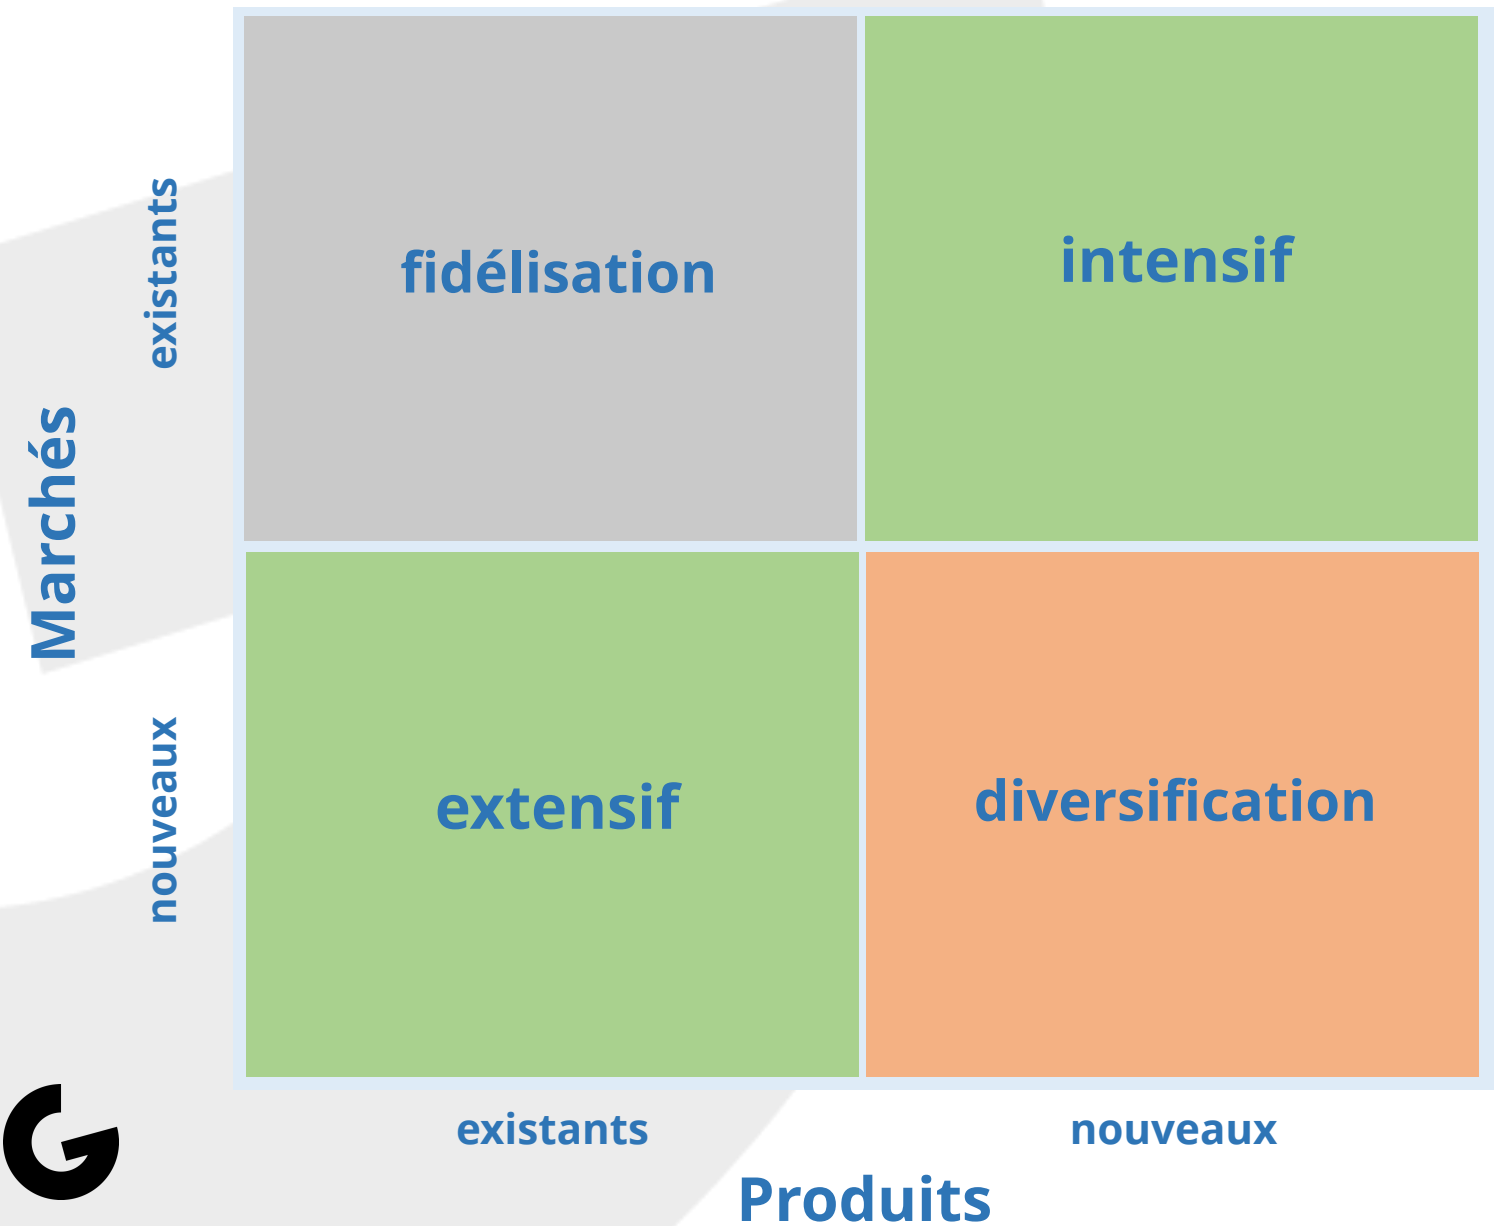 existants
fidélisation
intensif
Marchés
nouveaux
extensif
diversification
existants
nouveaux
Produits